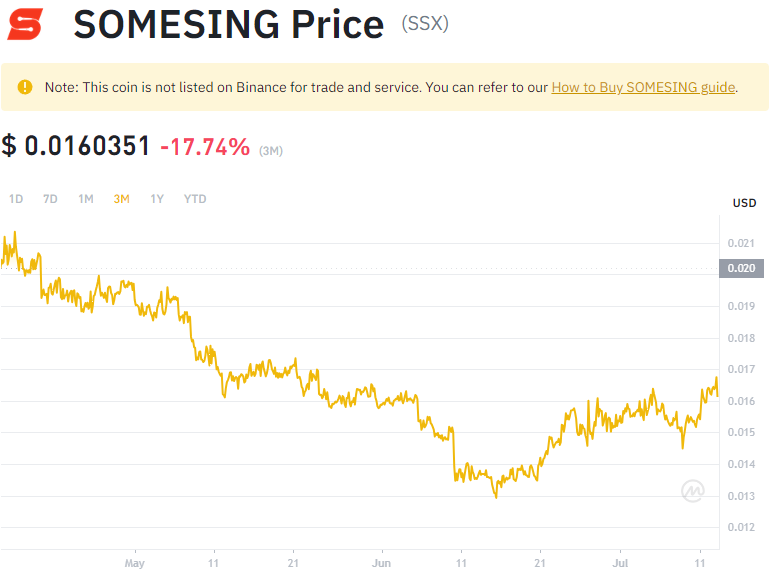 SOMESING Price (SSX)
Note: This coin is not listed on Binance for trade and service. You can refer to our How to Buy SOMESING guide.
$ 0.0160351 -17.74% (3M)
1D 7D 1M 3M 1Y YTD
USD
0.021
0.020
0.019
0.018
0.017
0.016
0.015
0.014
0.013
0.012
May 11 21 Jun 11 21 Jul 11